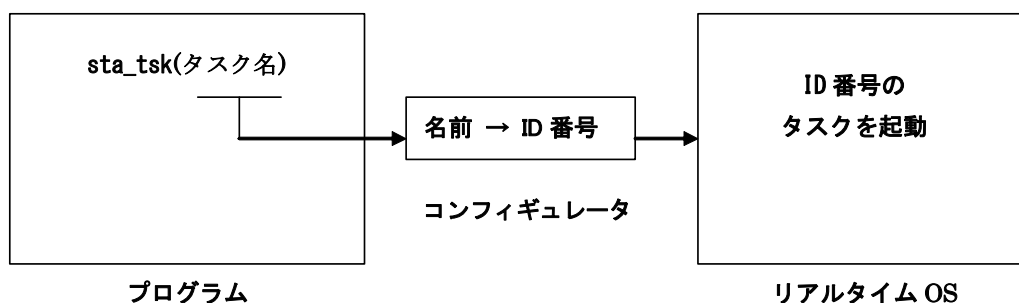 sta_tsk(タスク名)
名前 → ID 番号
コンフィギュレータ
プログラム
ID 番号の
タスクを起動
リアルタイム OS